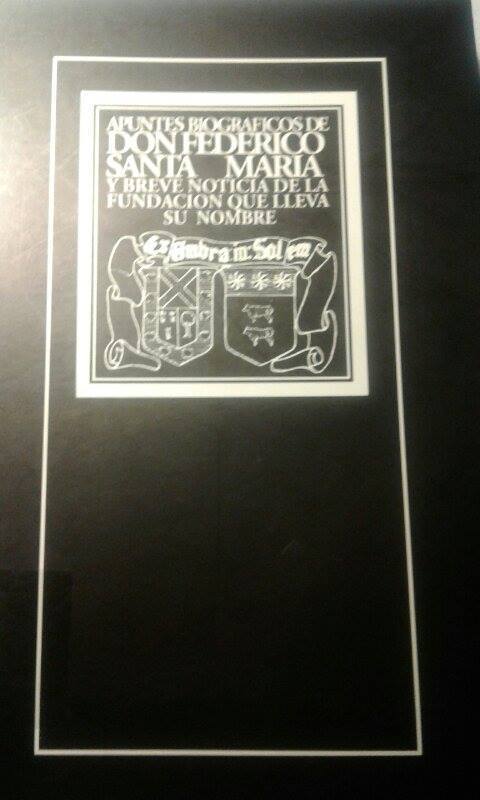 APUNTES BIOGRAFICOS DE
DON FEDERICO
SANTA MARIA
Y BREVE NOTICIA DE LA
FUNDACION QUE LLEVA
SU NOMBRE
Ex Umbra in Solem